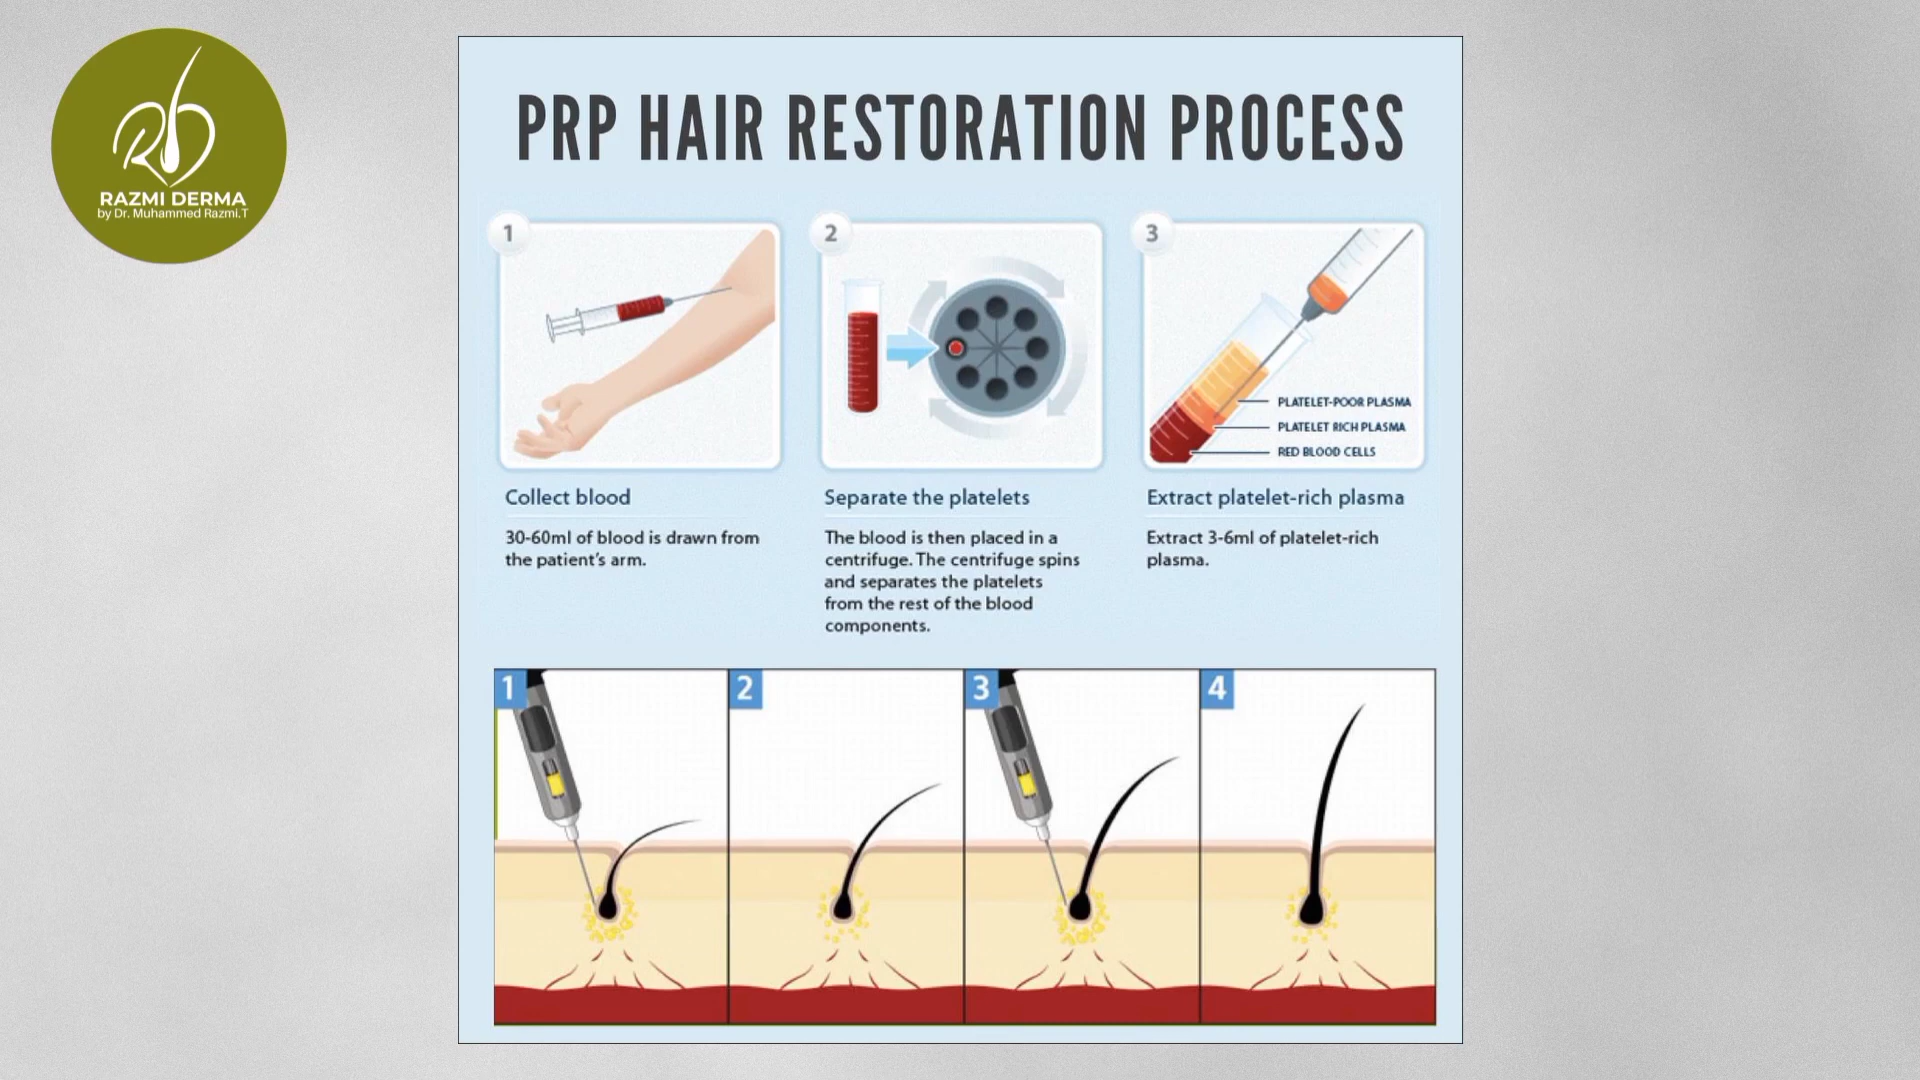 RAZMI DERMA
by Dr. Muhammed Razmi.T
PRP HAIR RESTORATION PROCESS
1
2
3
PLATELET-POOR PLASMA
PLATELET RICH PLASMA
RED BLOOD CELLS
Collect blood
30-60ml of blood is drawn from
the patient's arm.
Separate the platelets
The blood is then placed in a
centrifuge. The centrifuge spins
and separates the platelets
from the rest of the blood
components.
Extract platelet-rich plasma
Extract 3-6ml of platelet-rich
plasma.
1
2
3
4